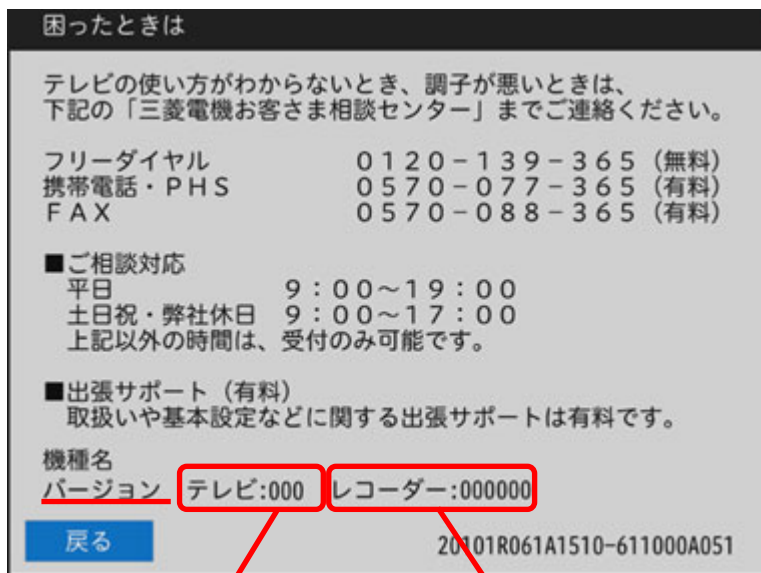 困ったときは
テレビの使い方がわからないとき、調子が悪いときは、
下記の「三菱電機お客さま相談センター」までご連絡ください。
フリーダイヤル 0120-139-365(無料)
携帯電話・PHS 0570-077-365(有料)
FAX 0570-088-365(有料)
■ご相談対応
平日 9:00~19:00
土日祝・弊社休日 9:00~17:00
上記以外の時間は、受付のみ可能です。
■出張サポート(有料)
取扱いや基本設定などに関する出張サポートは有料です。
機種名
バージョン テレビ:000 レコーダー:000000
戻る 20101R061A1510-611000A051